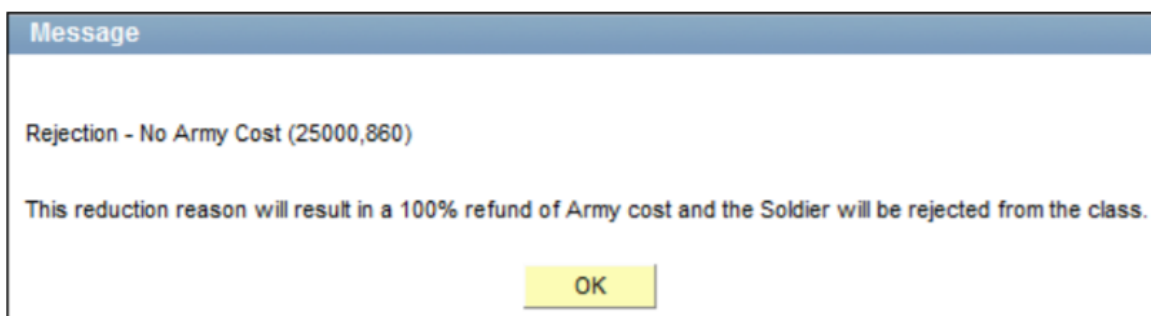 Message
Rejection - No Army Cost (25000,860)
This reduction reason will result in a 100% refund of Army cost and the Soldier will be rejected from the class.
OK